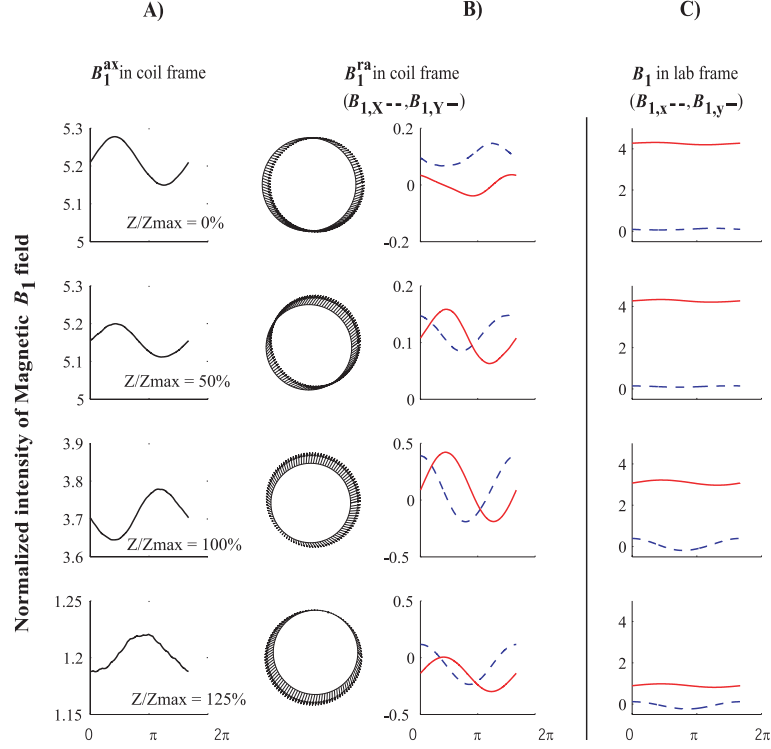 A) B) C)
B₁ᵃˣ in coil frame
B₁ʳᵃ in coil frame
(B₁,X - -, B₁,Y –)
B₁ in lab frame
(B₁,x - -, B₁,y –)
Normalized intensity of Magnetic B₁ field
5.3
5.2
5.1
5
Z/Zmax = 0%
0.2
0
-0.2
4
2
0
5.3
5.2
5.1
5
Z/Zmax = 50%
0.2
0.1
0
4
2
0
3.9
3.8
3.7
3.6
Z/Zmax = 100%
0.5
0
-0.5
4
2
0
1.25
1.2
1.15
Z/Zmax = 125%
0.5
0
-0.5
4
2
0
0 π 2π
0 π 2π
0 π 2π